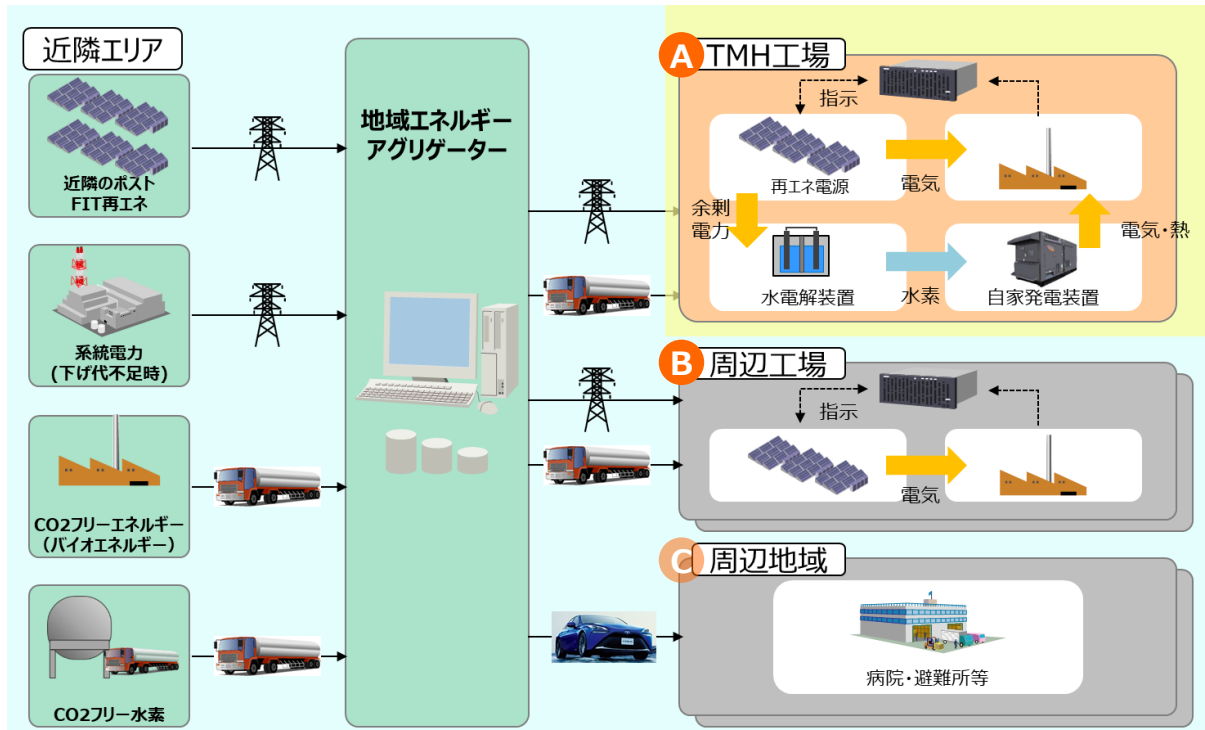 近隣エリア
近隣のポスト
FIT再エネ
系統電力
(下げ代不足時)
CO2フリーエネルギー
(バイオエネルギー)
CO2フリー水素
地域エネルギー
アグリゲーター
A TMH工場
指示
再エネ電源
電気
余剰
電力
電気・熱
水電解装置
水素
自家発電装置
B 周辺工場
指示
電気
C 周辺地域
病院・避難所等